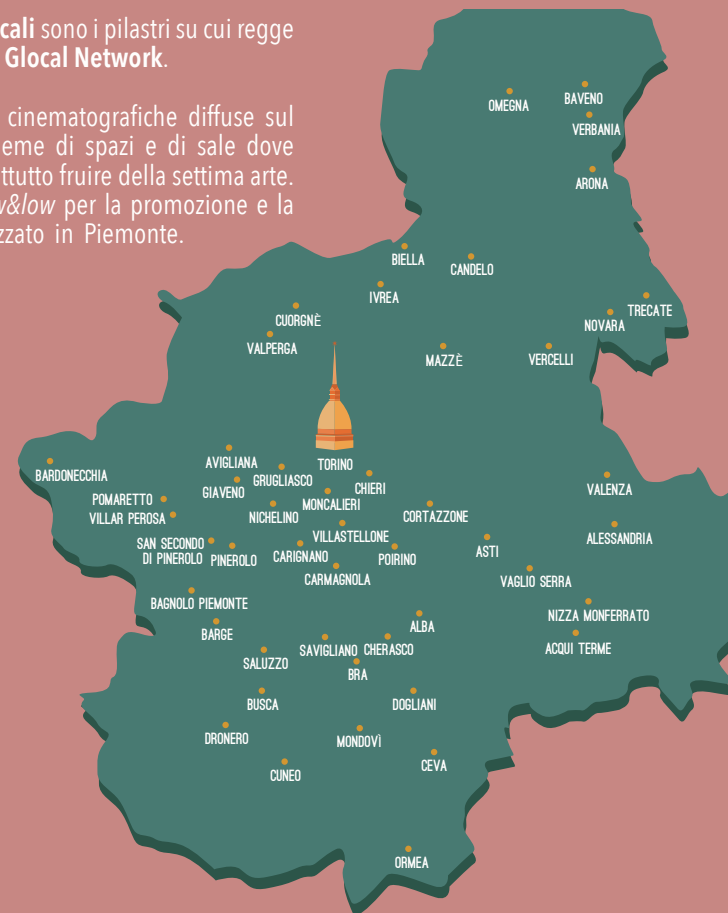 cali sono i pilastri su cui regge
Glocal Network.
cinematografiche diffuse sul
eme di spazi e di sale dove
ttutto fruire della settima arte.
w&low per la promozione e la
zzato in Piemonte.
OMEGNA
BAVENO
VERBANIA
ARONA
BIELLA
CANDELO
IVREA
TRECATE
CUORGNÈ
NOVARA
VALPERGA
MAZZÈ
VERCELLI
AVIGLIANA
TORINO
BARDONECCHIA
GRUGLIASCO
CHIERI
GIAVENO
VALENZA
POMARETTO
MONCALIERI
VILLAR PEROSA
NICHELINO
CORTAZZONE
VILLASTELLONE
ALESSANDRIA
SAN SECONDO
DI PINEROLO
PINEROLO
CARIGNANO
POIRINO
ASTI
CARMAGNOLA
VAGLIO SERRA
BAGNOLO PIEMONTE
NIZZA MONFERRATO
BARGE
ALBA
SAVIGLIANO
CHERASCO
ACQUI TERME
SALUZZO
BRA
BUSCA
DOGLIANI
DRONERO
MONDOVÌ
CEVA
CUNEO
ORMEA